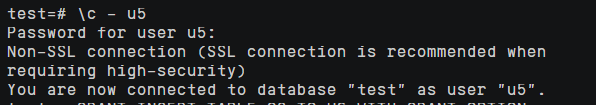 test=# \c - u5
Password for user u5:
Non-SSL connection (SSL connection is recommended when
requiring high-security)
You are now connected to database "test" as user "u5".